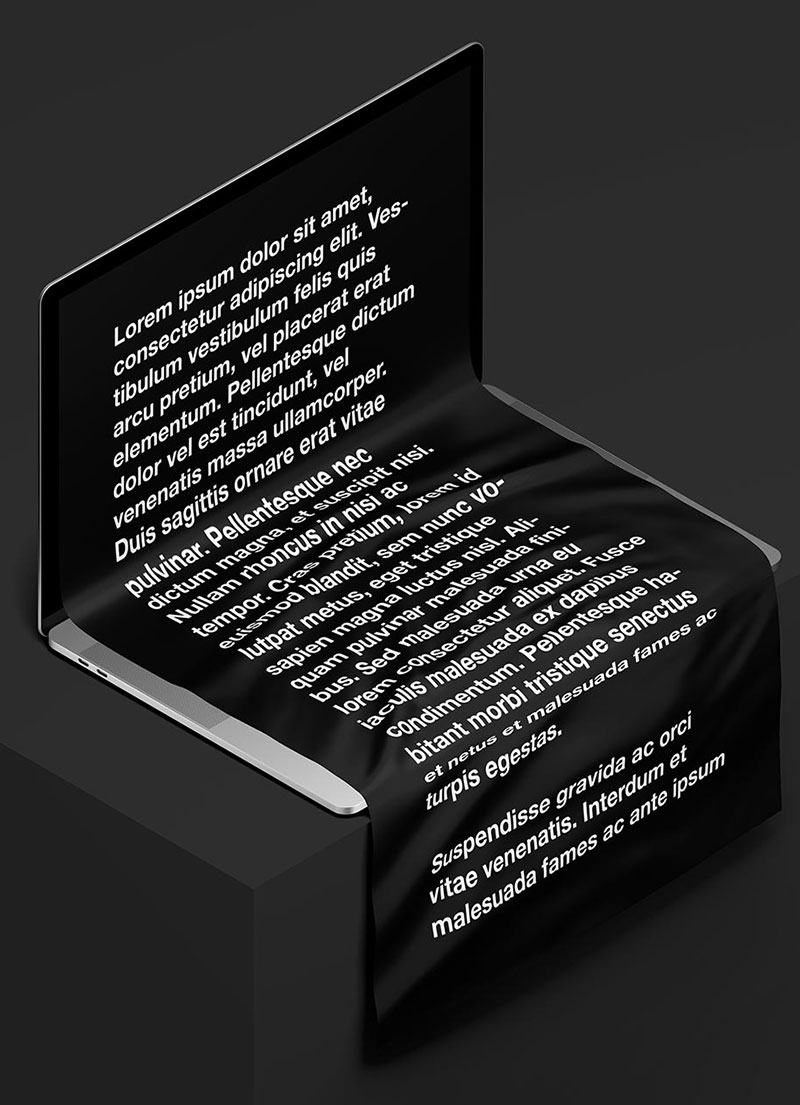 Lorem ipsum dolor sit amet,
consectetur adipiscing elit. Ves-
tibulum vestibulum felis quis
arcu pretium, vel placerat erat
elementum. Pellentesque dictum
dolor vel est tincidunt, vel
venenatis massa ullamcorper.
Duis sagittis ornare erat vitae
pulvinar. Pellentesque nec
dictum magna, et suscipit nisi.
Nullam rhoncus in nisi ac
tempor. Cras pretium, lorem id
euismod blandit, sem nunc vo-
lutpat metus, eget tristique
sapien magna luctus nisl. Ali-
quam pulvinar malesuada fini-
bus. Sed malesuada urna eu
lorem consectetur aliquet. Fusce
iaculis malesuada ex dapibus
condimentum. Pellentesque ha-
bitant morbi tristique senectus
et netus et malesuada fames ac
turpis egestas.
Suspendisse gravida ac orci
vitae venenatis. Interdum et
malesuada fames ac ante ipsum